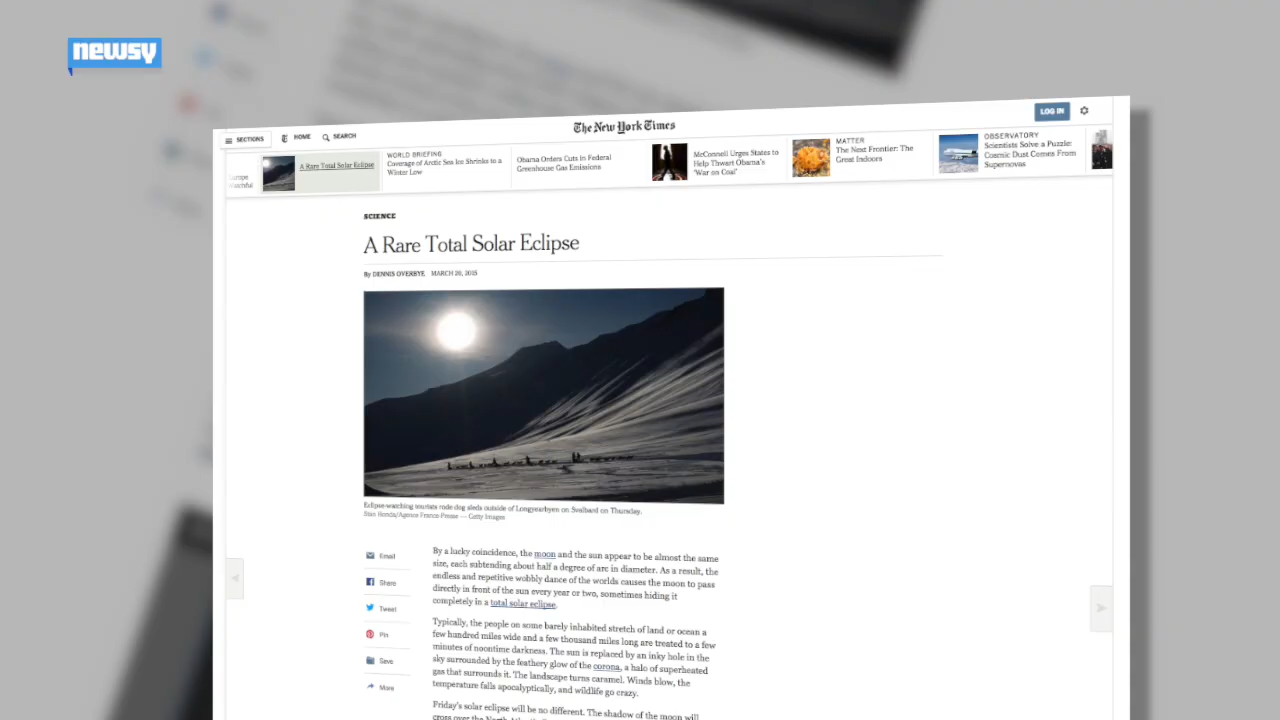 newsy
SECTIONS
HOME
SEARCH
The New York Times
LOG IN
A Rare Total Solar Eclipse
WORLD BRIEFING
Coverage of Arctic Sea Ice Shrinks to a
Winter Low
Obama Orders Cuts in Federal
Greenhouse Gas Emissions
McConnell Urges States to
Help Thwart Obama's
'War on Coal'
MATTER
The Next Frontier: The
Great Indoors
OBSERVATORY
Scientists Solve a Puzzle:
Cosmic Dust Comes From
Supernovas
SCIENCE
A Rare Total Solar Eclipse
By DENNIS OVERBYE MARCH 20, 2015
Eclipse-watching tourists rode dog sleds outside of Longyearbyen on Svalbard on Thursday.
Stan Honda/Agence France-Presse — Getty Images
Email
Share
Tweet
Pin
Save
More
By a lucky coincidence, the moon and the sun appear to be almost the same
size, each subtending about half a degree of arc in diameter. As a result, the
endless and repetitive wobbly dance of the worlds causes the moon to pass
directly in front of the sun every year or two, sometimes hiding it
completely in a total solar eclipse.
Typically, the people on some barely inhabited stretch of land or ocean a
few hundred miles wide and a few thousand miles long are treated to a few
minutes of noontime darkness. The sun is replaced by an inky hole in the
sky surrounded by the feathery glow of the corona, a halo of superheated
gas that surrounds it. The landscape turns caramel. Winds blow, the
temperature falls apocalyptically, and wildlife go crazy.
Friday's solar eclipse will be no different. The shadow of the moon will
cross over the North